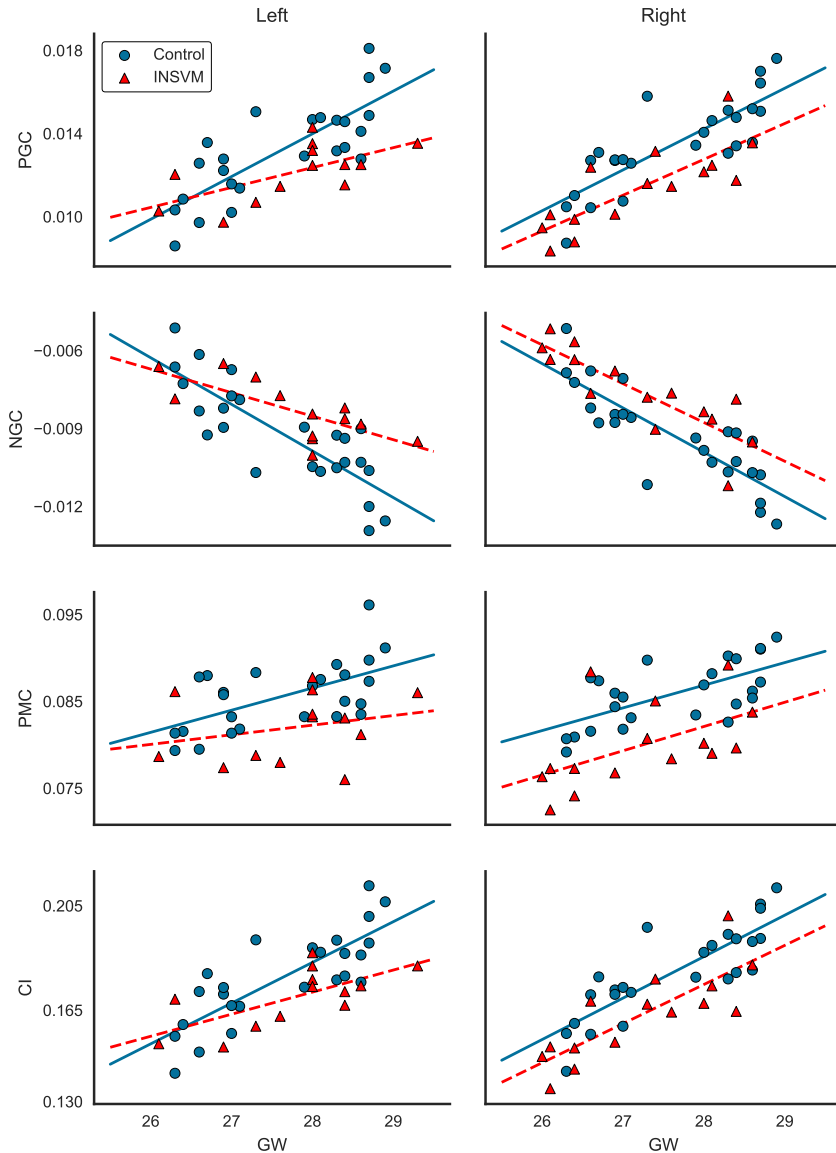 Left
Right
0.018
0.014
0.010
PGC
Control
INSVM
−0.006
−0.009
−0.012
NGC
0.095
0.085
0.075
PMC
0.205
0.165
0.130
CI
26 27 28 29
26 27 28 29
GW
GW